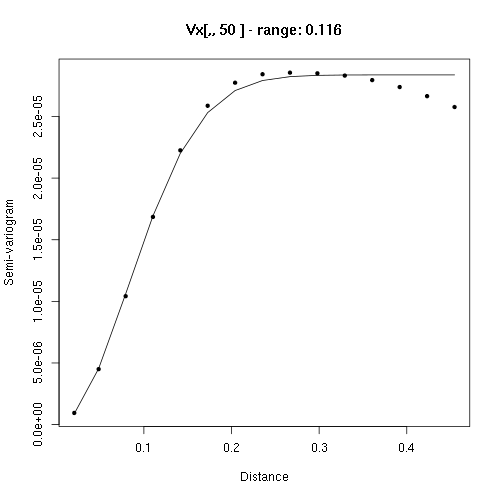 Vx[,, 50 ] - range: 0.116
Semi-variogram
2.5e-05
2.0e-05
1.5e-05
1.0e-05
5.0e-06
0.0e+00
0.1 0.2 0.3 0.4
Distance